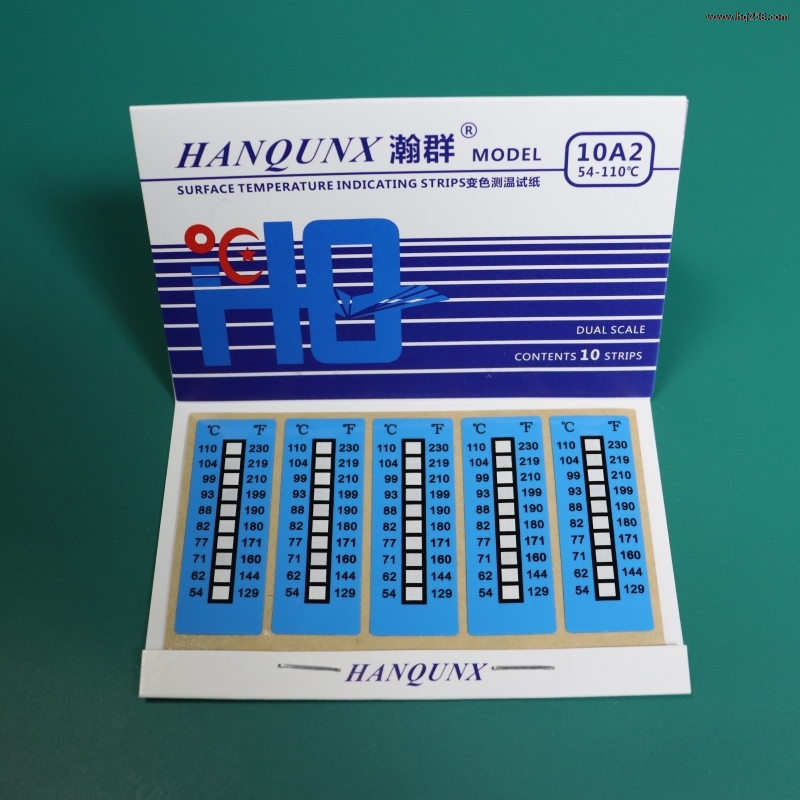 www.hq258.com
HANQUNX 瀚群® MODEL 10A2
54-110℃
SURFACE TEMPERATURE INDICATING STRIPS变色测温试纸
℃
HQ
DUAL SCALE
CONTENTS 10 STRIPS
℃ ℉ ℃ ℉ ℃ ℉ ℃ ℉ ℃ ℉
110 230 110 230 110 230 110 230 110 230
104 219 104 219 104 219 104 219 104 219
99 210 99 210 99 210 99 210 99 210
93 199 93 199 93 199 93 199 93 199
88 190 88 190 88 190 88 190 88 190
82 180 82 180 82 180 82 180 82 180
77 171 77 171 77 171 77 171 77 171
71 160 71 160 71 160 71 160 71 160
62 144 62 144 62 144 62 144 62 144
54 129 54 129 54 129 54 129 54 129
HANQUNX